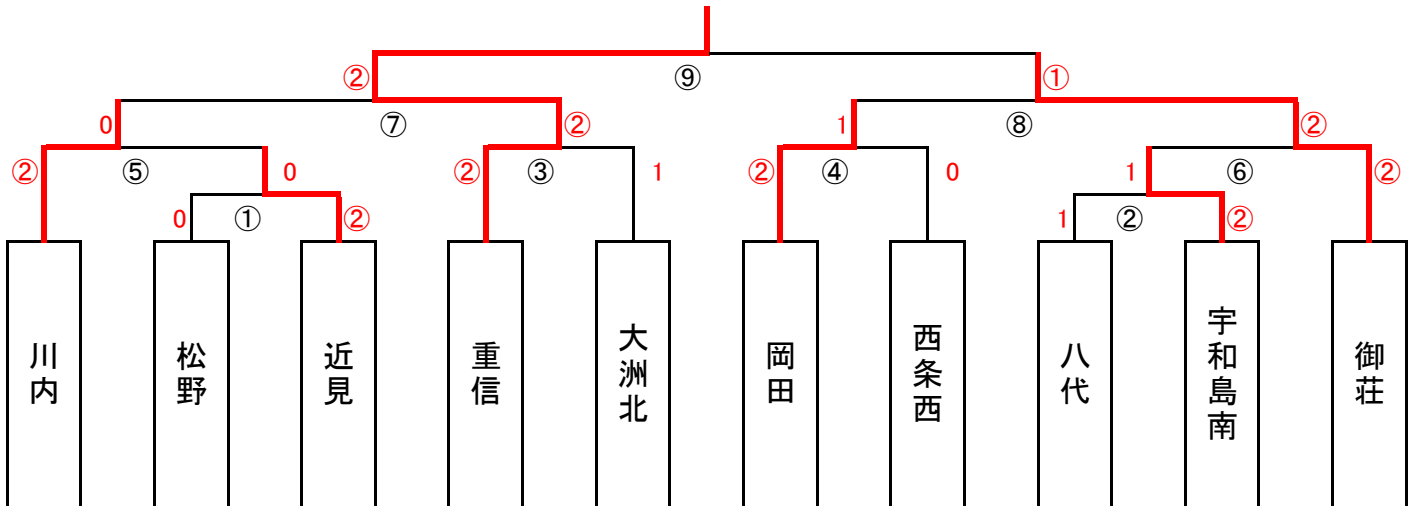 ② ⑨ ①
0 ⑦ ② 1 ⑧ ②
② ⑤ 0 ② ③ 1 ② ④ 0 1 ⑥ ②
0 ① ② 1 ② ②
川内
松野
近見
重信
大洲北
岡田
西条西
八代
宇和島南
御荘